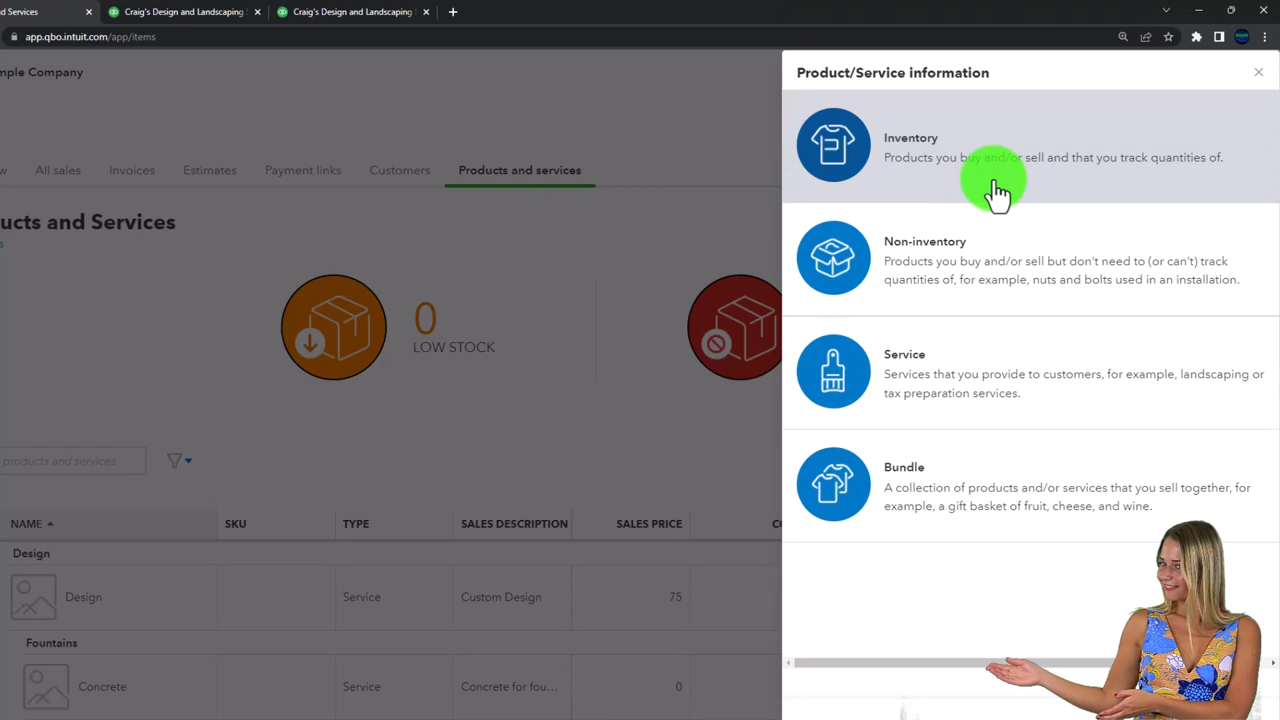 d Services
Craig's Design and Landscaping
Craig's Design and Landscaping
app.qbo.intuit.com/app/items
mple Company
Product/Service information
Inventory
Products you buy and/or sell and that you track quantities of.
w All sales Invoices Estimates Payment links Customers Products and services
ucts and Services
s
Non-inventory
Products you buy and/or sell but don't need to (or can't) track
quantities of, for example, nuts and bolts used in an installation.
0
LOW STOCK
Service
Services that you provide to customers, for example, landscaping or
tax preparation services.
products and services
Bundle
A collection of products and/or services that you sell together, for
example, a gift basket of fruit, cheese, and wine.
NAME SKU TYPE SALES DESCRIPTION SALES PRICE CO
Design
Design Service Custom Design 75
Fountains
Concrete Service Concrete for fou... 0